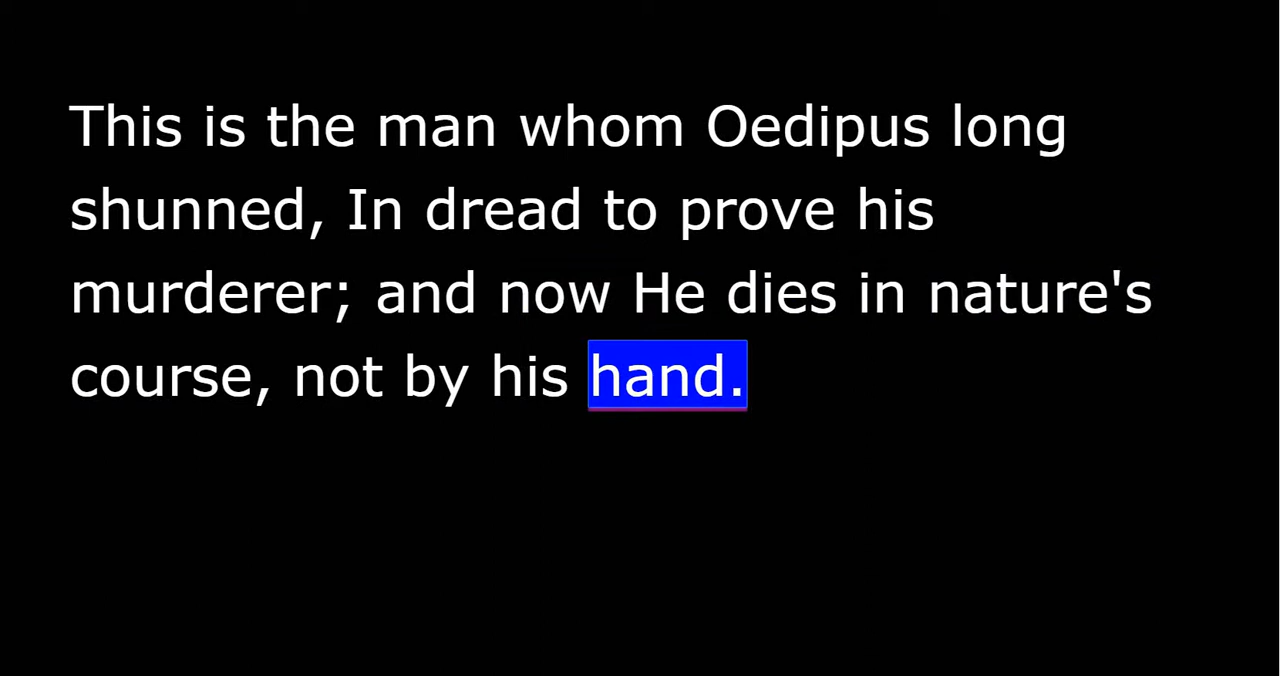 This is the man whom Oedipus long
shunned, In dread to prove his
murderer; and now He dies in nature's
course, not by his hand.